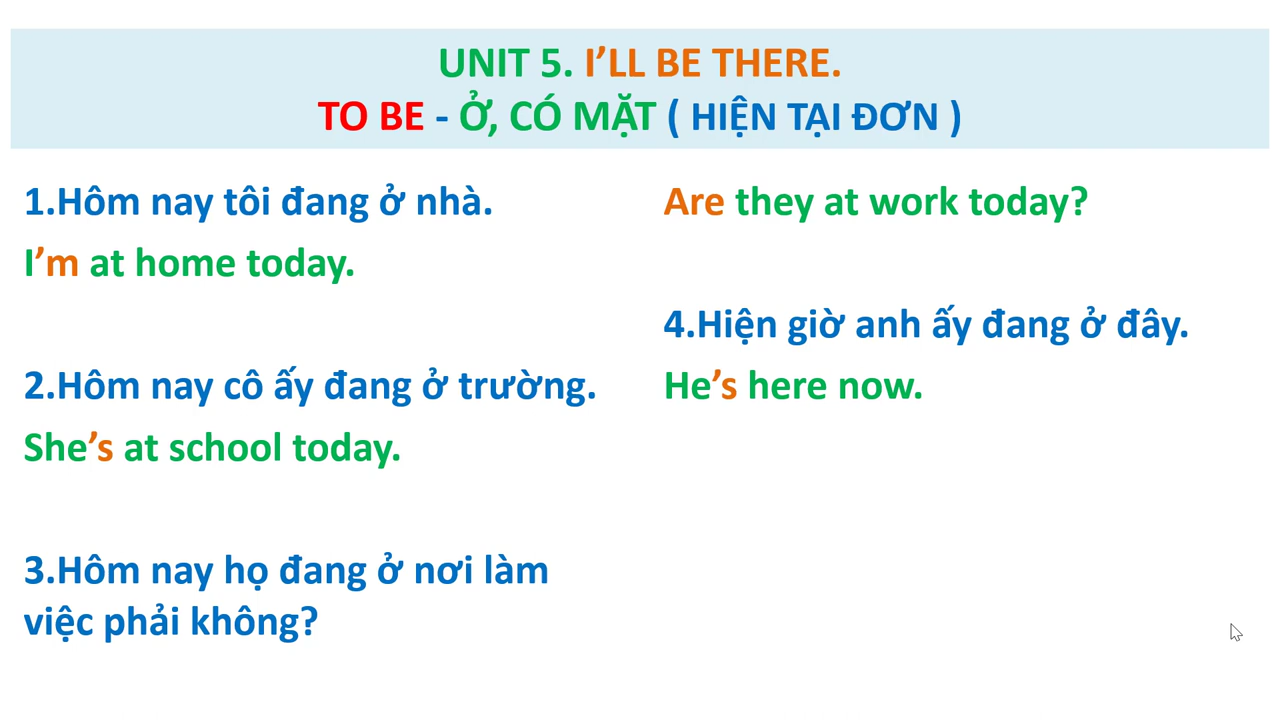 UNIT 5. I’LL BE THERE.
TO BE - Ở, CÓ MẶT ( HIỆN TẠI ĐƠN )
1.Hôm nay tôi đang ở nhà.
I’m at home today.
2.Hôm nay cô ấy đang ở trường.
She’s at school today.
3.Hôm nay họ đang ở nơi làm
việc phải không?
Are they at work today?
4.Hiện giờ anh ấy đang ở đây.
He’s here now.